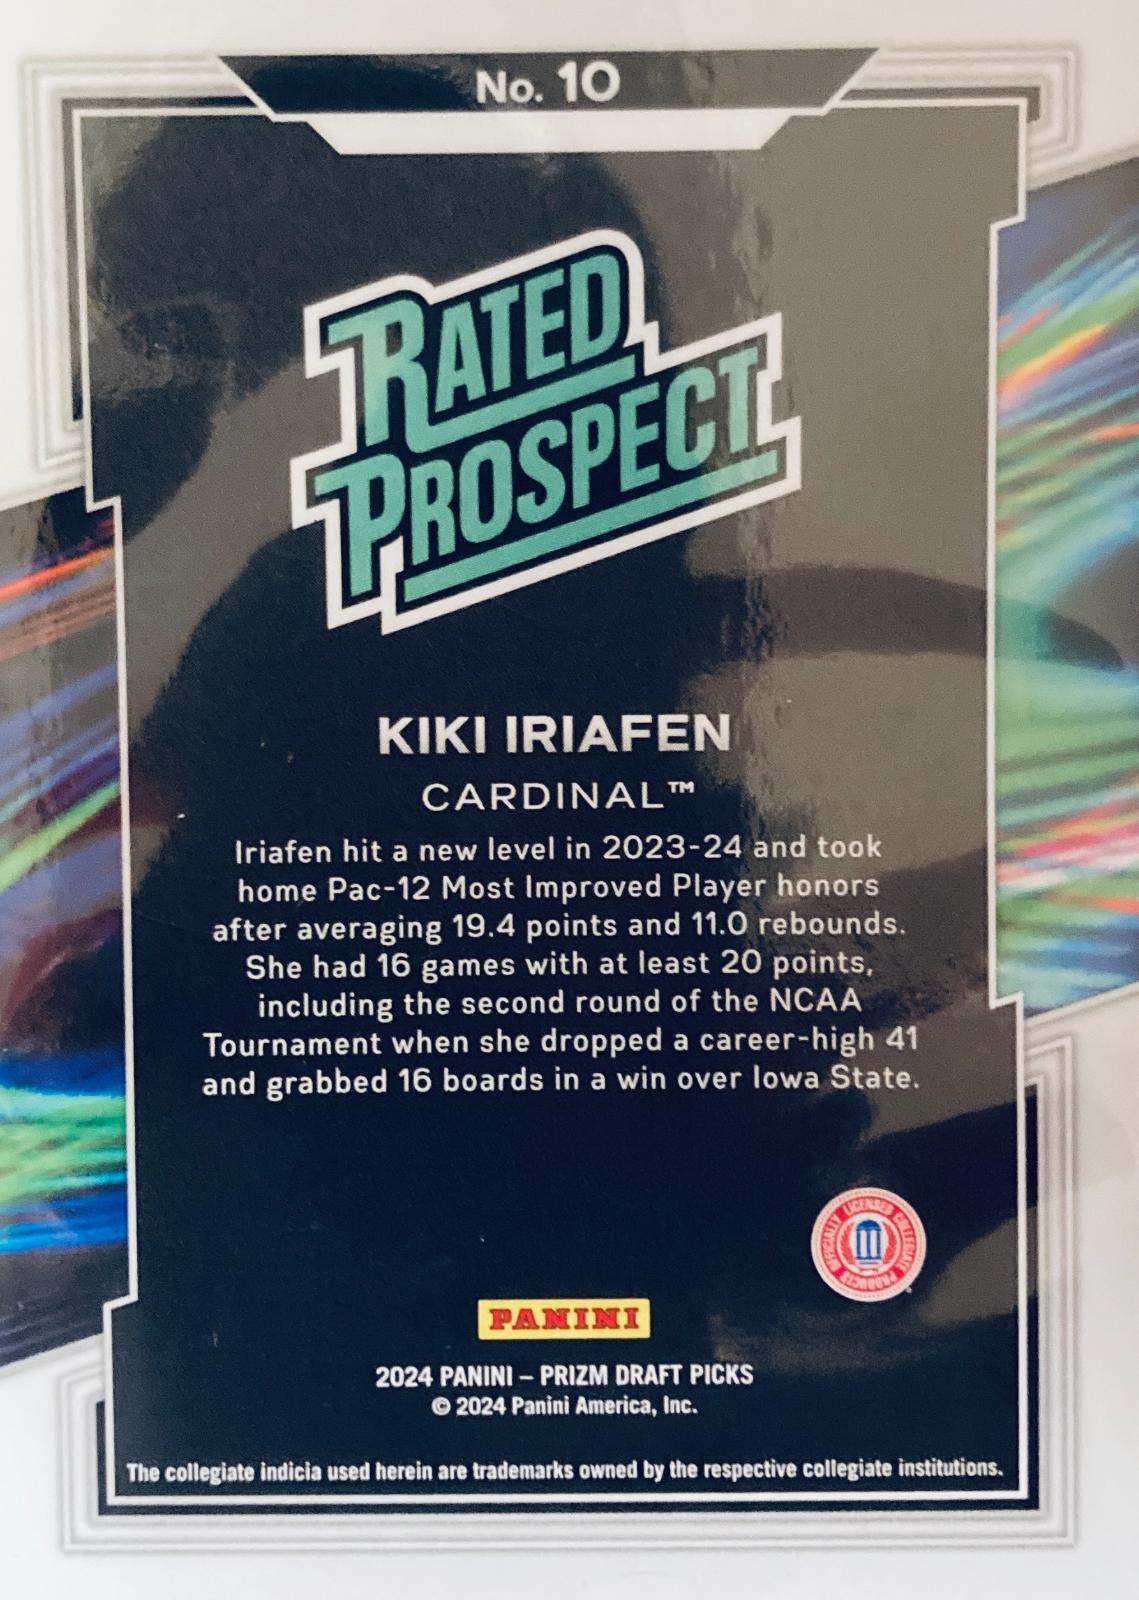 No. 10
RATED
PROSPECT
KIKI IRIAFEN
CARDINAL™
Iriafen hit a new level in 2023-24 and took
home Pac-12 Most Improved Player honors
after averaging 19.4 points and 11.0 rebounds.
She had 16 games with at least 20 points,
including the second round of the NCAA
Tournament when she dropped a career-high 41
and grabbed 16 boards in a win over Iowa State.
OFFICIALLY LICENSED COLLEGIATE PRODUCTS
PANINI
2024 PANINI – PRIZM DRAFT PICKS
© 2024 Panini America, Inc.
The collegiate indicia used herein are trademarks owned by the respective collegiate institutions.